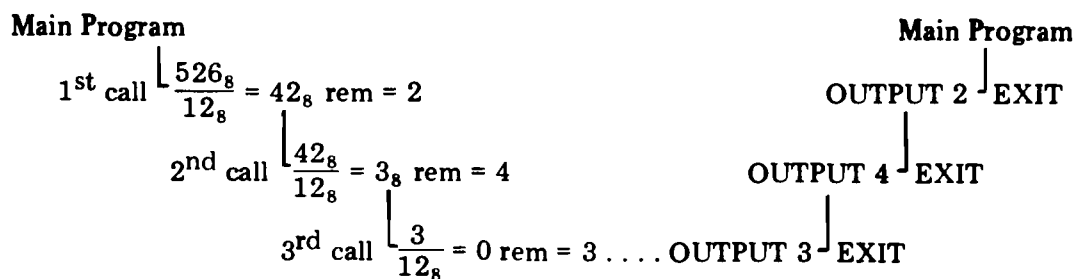 Main Program Main Program
1st call 526₈/12₈ = 42₈ rem = 2 OUTPUT 2 EXIT
2nd call 42₈/12₈ = 3₈ rem = 4 OUTPUT 4 EXIT
3rd call 3/12₈ = 0 rem = 3 .... OUTPUT 3 EXIT